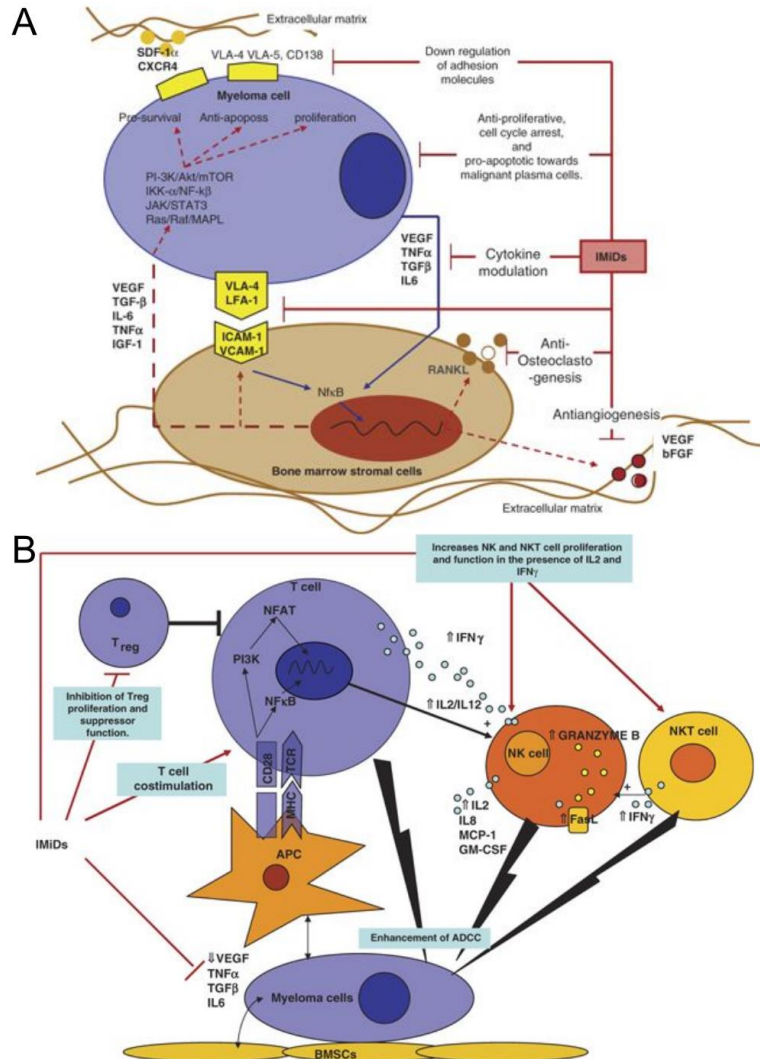 A
Extracellular matrix
SDF-1α
CXCR4
VLA-4 VLA-5, CD138
Down regulation
of adhesion
molecules
Myeloma cell
Pre-survival
Anti-apoposs
proliferation
Anti-proliferative,
cell cycle arrest,
and
pro-apoptotic towards
malignant plasma cells.
PI-3K/Akt/mTOR
IKK-α/NF-kβ
JAK/STAT3
Ras/Raf/MAPL
VEGF
TNFα
TGFβ
IL6
Cytokine
modulation
IMiDs
VEGF
TGF-β
IL-6
TNFα
IGF-1
VLA-4
LFA-1
ICAM-1
VCAM-1
NfκB
RANKL
Anti-
Osteoclasto
-genesis
Antiangiogenesis
VEGF
bFGF
Bone marrow stromal cells
Extracellular matrix
B
Increases NK and NKT cell proliferation
and function in the presence of IL2 and
IFNγ
T cell
Treg
NFAT
PI3K
NFκB
⇑IFNγ
⇑IL2/IL12
+
Inhibition of Treg
proliferation and
suppressor
function.
T cell
costimulation
CD28
TCR
MHC
APC
⇑GRANZYME B
NK cell
NKT cell
+
⇑FasL
⇑IFNγ
⇑IL2
IL8
MCP-1
GM-CSF
IMiDs
Enhancement of ADCC
⇓VEGF
TNFα
TGFβ
IL6
Myeloma cells
BMSCs